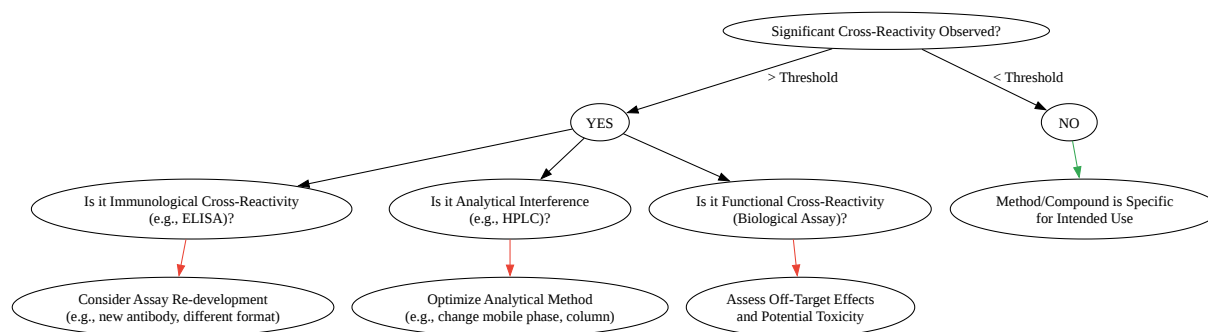 Significant Cross-Reactivity Observed?
> Threshold
< Threshold
YES
NO
Is it Immunological Cross-Reactivity
(e.g., ELISA)?
Is it Analytical Interference
(e.g., HPLC)?
Is it Functional Cross-Reactivity
(Biological Assay)?
Method/Compound is Specific
for Intended Use
Consider Assay Re-development
(e.g., new antibody, different format)
Optimize Analytical Method
(e.g., change mobile phase, column)
Assess Off-Target Effects
and Potential Toxicity